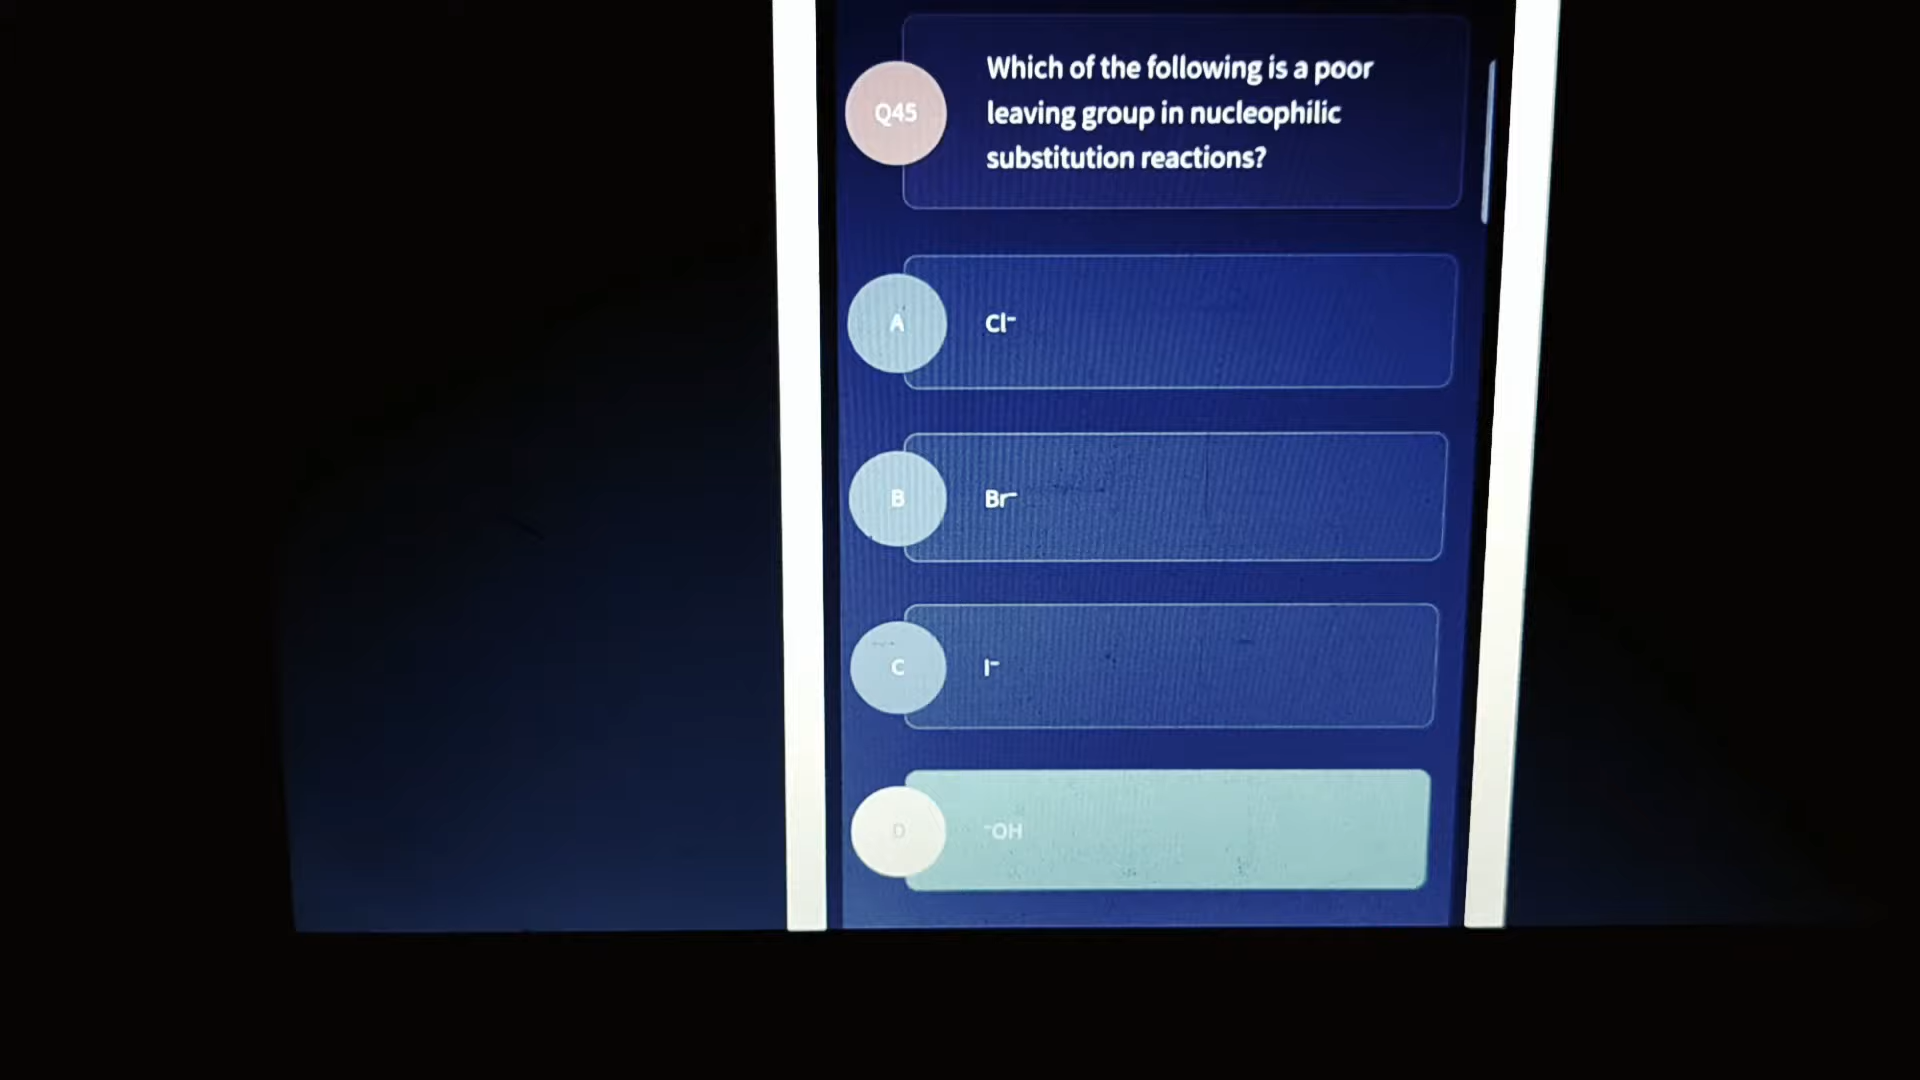 Q45
Which of the following is a poor
leaving group in nucleophilic
substitution reactions?
A
Cl⁻
B
Br⁻
C
I⁻
D
⁻OH